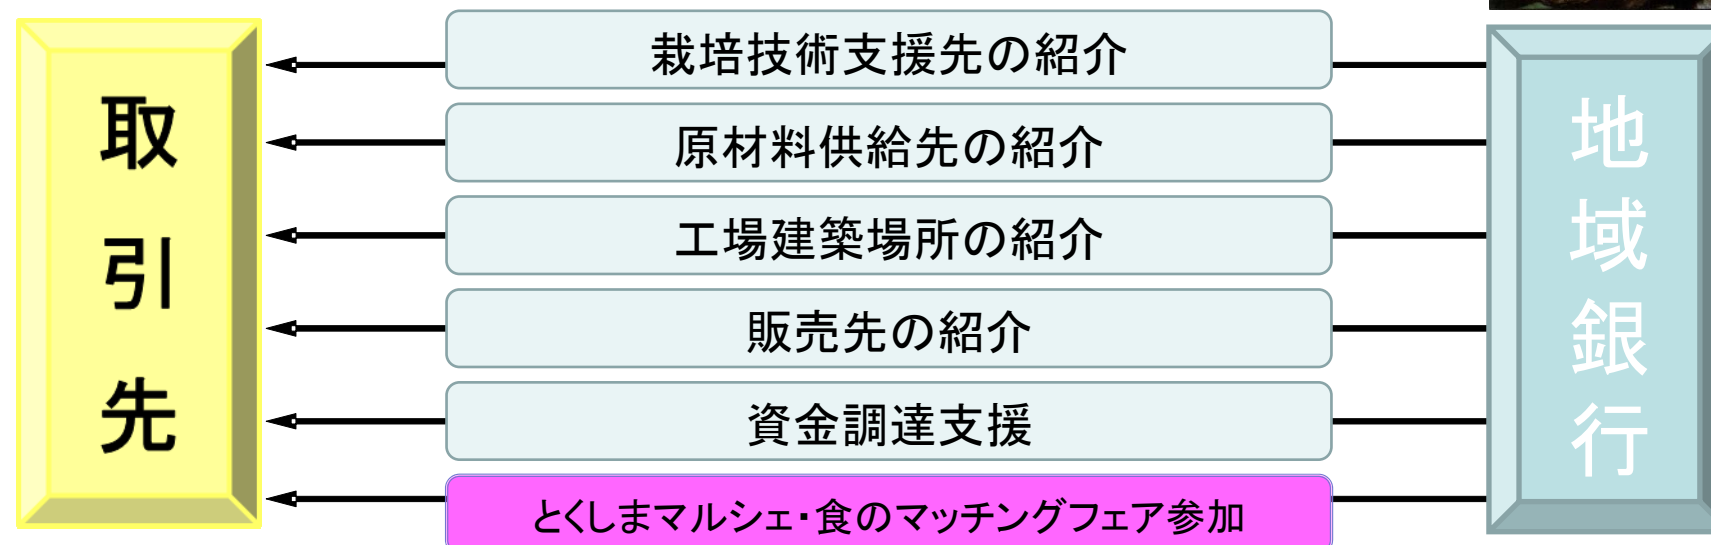 取引先
栽培技術支援先の紹介
原材料供給先の紹介
工場建築場所の紹介
販売先の紹介
資金調達支援
とくしまマルシェ・食のマッチングフェア参加
地域銀行